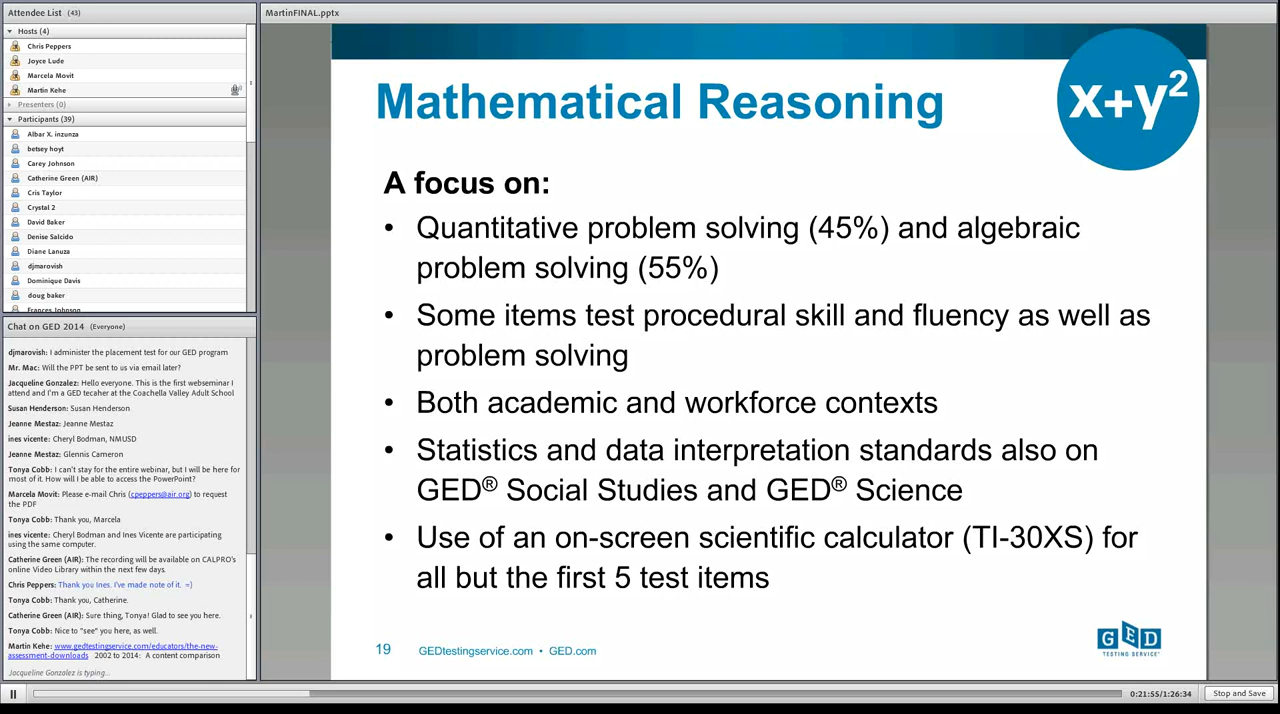 Attendee List (43)
Hosts (4)
Chris Peppers
Joyce Lude
Marcela Movit
Martin Kehe
Presenters (0)
Participants (39)
Albar X. inzunza
betsey hoyt
Carey Johnson
Catherine Green (AIR)
Cris Taylor
Crystal 2
David Baker
Denise Salcido
Diane Lanuza
djmarovish
Dominique Davis
doug baker
Frances Johnson
Chat on GED 2014 (Everyone)
djmarovish: I administer the placement test for our GED program
Mr. Mac: Will the PPT be sent to us via email later?
Jacqueline Gonzalez: Hello everyone. This is the first webseminar I
attend and I'm a GED tecaher at the Coachella Valley Adult School
Susan Henderson: Susan Henderson
Jeanne Mestaz: Jeanne Mestaz
ines vicente: Cheryl Bodman, NMUSD
Jeanne Mestaz: Glennis Cameron
Tonya Cobb: I can't stay for the entire webinar, but I will be here for
most of it. How will I be able to access the PowerPoint?
Marcela Movit: Please e-mail Chris (cpeppers@air.org) to request
the PDF
Tonya Cobb: Thank you, Marcela
ines vicente: Cheryl Bodman and Ines Vicente are participating
using the same computer.
Catherine Green (AIR): The recording will be available on CALPRO's
online Video Library within the next few days.
Chris Peppers: Thank you Ines. I've made note of it. =)
Tonya Cobb: Thank you, Catherine.
Catherine Green (AIR): Sure thing, Tonya! Glad to see you here.
Tonya Cobb: Nice to "see" you here, as well.
Martin Kehe: www.gedtestingservice.com/educators/the-new-
assessment-downloads 2002 to 2014: A content comparison
Jacqueline Gonzalez is typing...
MartinFINAL.pptx
Mathematical Reasoning
x+y²
A focus on:
• Quantitative problem solving (45%) and algebraic
problem solving (55%)
• Some items test procedural skill and fluency as well as
problem solving
• Both academic and workforce contexts
• Statistics and data interpretation standards also on
GED® Social Studies and GED® Science
• Use of an on-screen scientific calculator (TI-30XS) for
all but the first 5 test items
19 GEDtestingservice.com • GED.com
GED
TESTING SERVICE®
0:21:55/1:26:34
Stop and Save